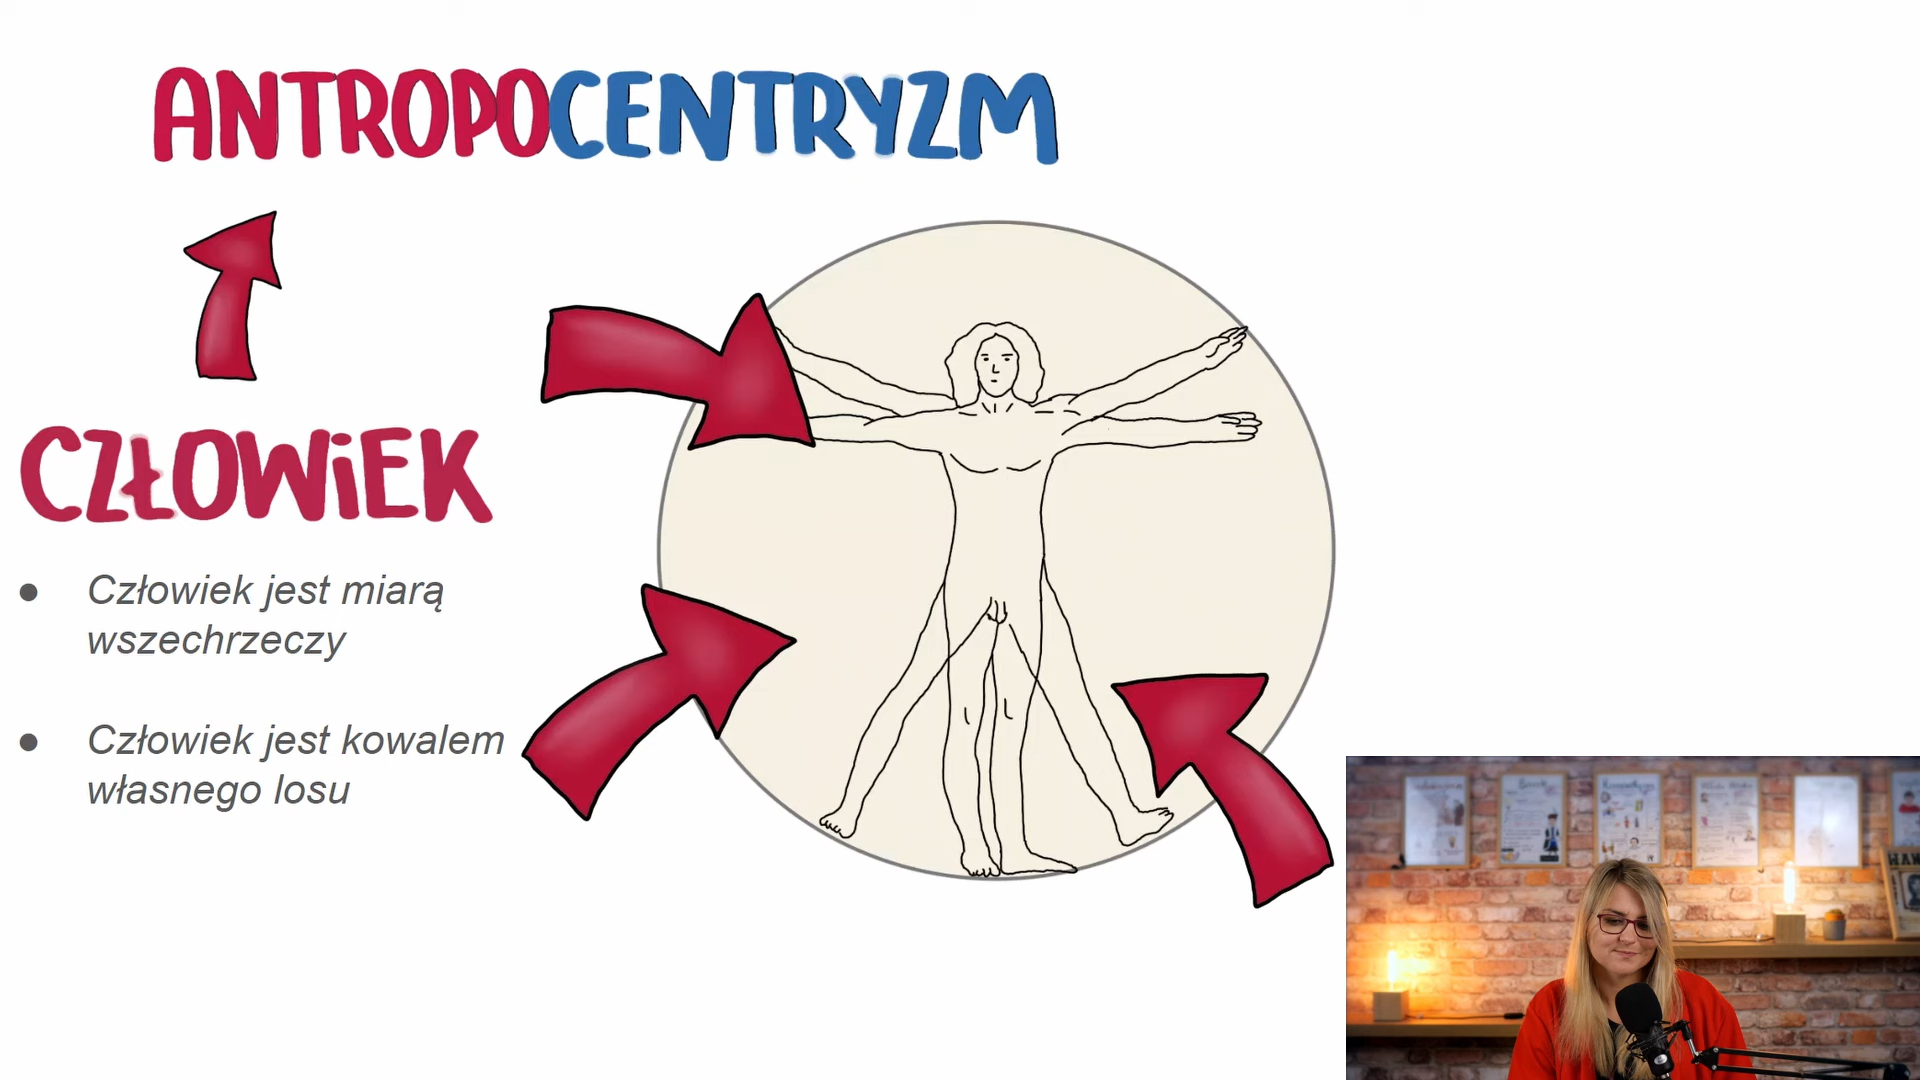 ANTROPOCENTRYZM
CZŁOWiEK
● Człowiek jest miarą
wszechrzeczy
● Człowiek jest kowalem
własnego losu